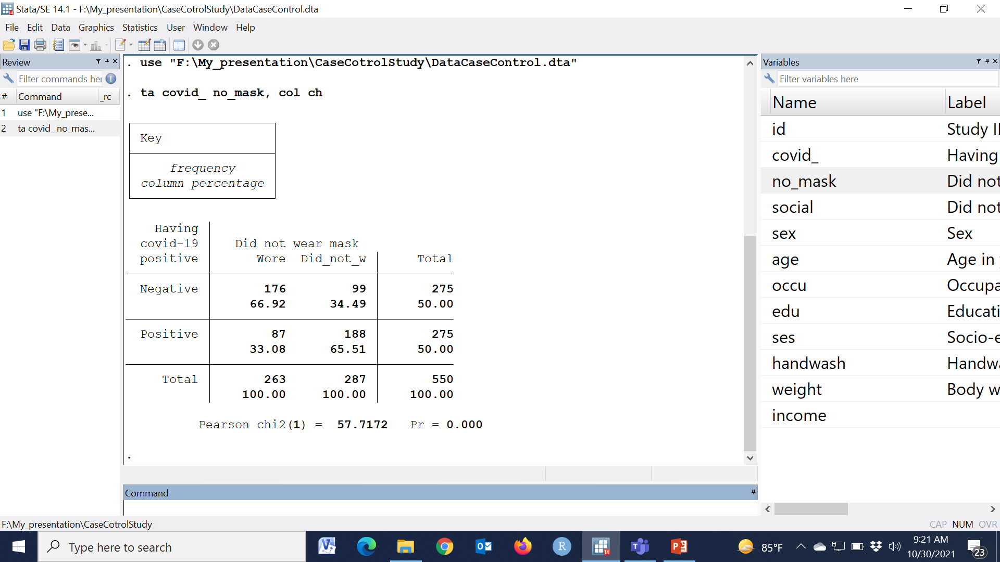 Stata/SE 14.1 - F:\My_presentation\CaseCotrolStudy\DataCaseControl.dta
File Edit Data Graphics Statistics User Window Help
Review
Filter commands her
# Command _rc
1 use "F:\My_prese...
2 ta covid_ no_mas...
. use "F:\My_presentation\CaseCotrolStudy\DataCaseControl.dta"
. ta covid_ no_mask, col ch
Key
frequency
column percentage
Having
covid-19 Did not wear mask
positive Wore Did_not_w Total
Negative 176 99 275
66.92 34.49 50.00
Positive 87 188 275
33.08 65.51 50.00
Total 263 287 550
100.00 100.00 100.00
Pearson chi2(1) = 57.7172 Pr = 0.000
.
Command
Variables
Filter variables here
Name Label
id Study I
covid_ Having
no_mask Did not
social Did not
sex Sex
age Age in
occu Occupa
edu Educati
ses Socio-e
handwash Handwa
weight Body w
income
F:\My_presentation\CaseCotrolStudy
CAP NUM OVR
Type here to search
14
85°F
9:21 AM
10/30/2021
23